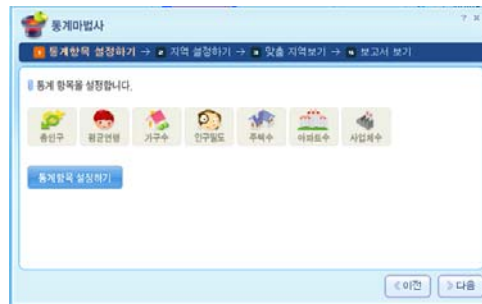 통계마법사
? ×
1 통계항목 설정하기 → 2 지역 설정하기 → 3 맞춤 지역보기 → 4 보고서 보기
통계 항목을 설정합니다.
총인구 평균연령 가구수 인구밀도 주택수 아파트수 사업체수
통계항목 설정하기
《 이전 》 다음